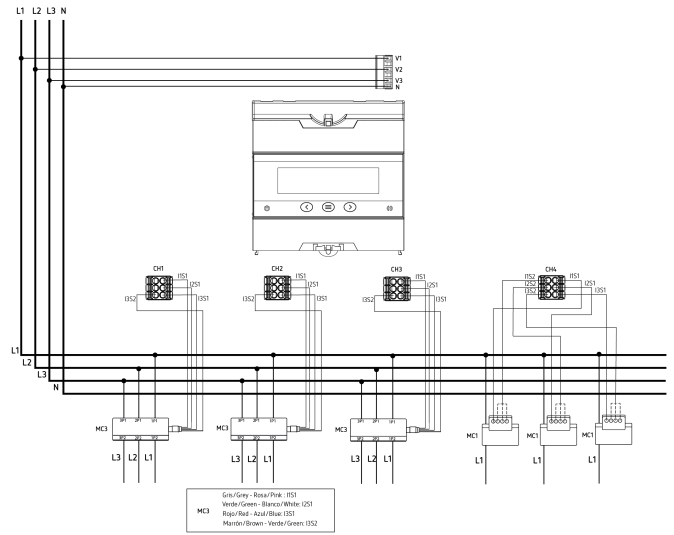 L1 L2 L3 N
V1
V2
V3
N
CH1
I1S1
I2S1
I3S2
I3S1
CH2
I1S1
I2S1
I3S2
I3S1
CH3
I1S1
I2S1
I3S2
I3S1
CH4
I1S2
I1S1
I2S2
I2S1
I3S2
I3S1
L1
L2
L3
N
MC3
3P1 2P1 1P1
3P2 2P2 1P2
L3 L2 L1
MC3
3P1 2P1 1P1
3P2 2P2 1P2
L3 L2 L1
MC3
3P1 2P1 1P1
3P2 2P2 1P2
L3 L2 L1
MC1
L1
MC1
L1
MC1
L1
MC3
Gris/Grey - Rosa/Pink : I1S1
Verde/Green - Blanco/White: I2S1
Rojo/Red - Azul/Blue: I3S1
Marrón/Brown - Verde/Green: I3S2